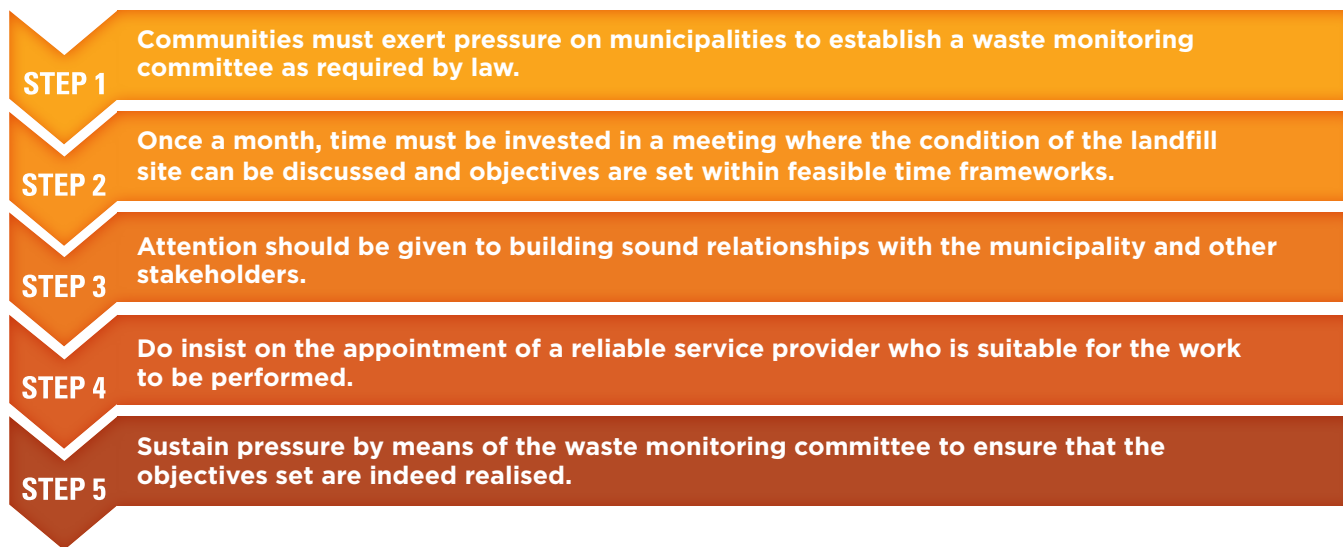 STEP 1
Communities must exert pressure on municipalities to establish a waste monitoring
committee as required by law.
STEP 2
Once a month, time must be invested in a meeting where the condition of the landfill
site can be discussed and objectives are set within feasible time frameworks.
STEP 3
Attention should be given to building sound relationships with the municipality and other
stakeholders.
STEP 4
Do insist on the appointment of a reliable service provider who is suitable for the work
to be performed.
STEP 5
Sustain pressure by means of the waste monitoring committee to ensure that the
objectives set are indeed realised.